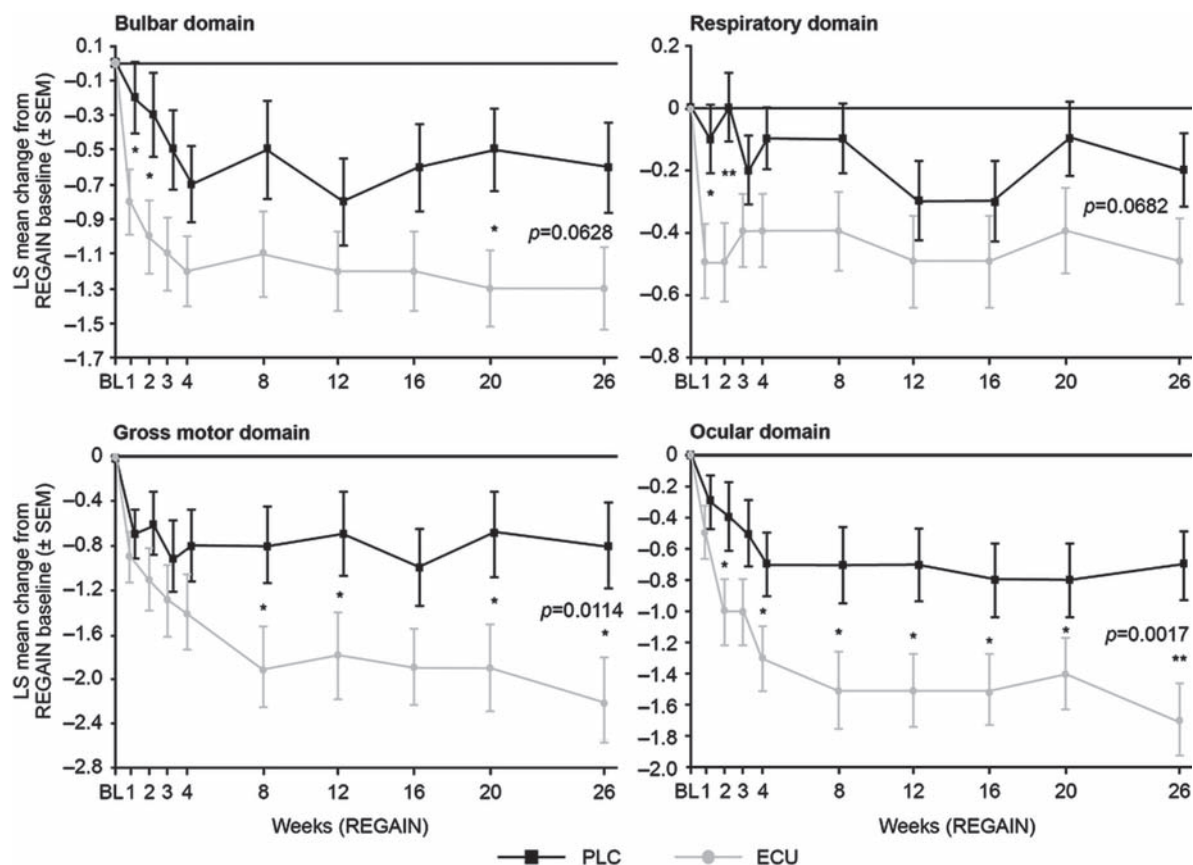 Bulbar domain
LS mean change from
REGAIN baseline (± SEM)
0.1
–0.1
–0.3
–0.5
–0.7
–0.9
–1.1
–1.3
–1.5
–1.7
*
*
*
p=0.0628
BL 1 2 3 4 8 12 16 20 26
Respiratory domain
0.2
0
–0.2
–0.4
–0.6
–0.8
*
**
p=0.0682
BL 1 2 3 4 8 12 16 20 26
Gross motor domain
LS mean change from
REGAIN baseline (± SEM)
0
–0.4
–0.8
–1.2
–1.6
–2.0
–2.4
–2.8
*
*
*
p=0.0114
*
BL 1 2 3 4 8 12 16 20 26
Weeks (REGAIN)
Ocular domain
0
–0.2
–0.4
–0.6
–0.8
–1.0
–1.2
–1.4
–1.6
–1.8
–2.0
*
*
*
*
*
*
p=0.0017
**
BL 1 2 3 4 8 12 16 20 26
Weeks (REGAIN)
PLC ECU